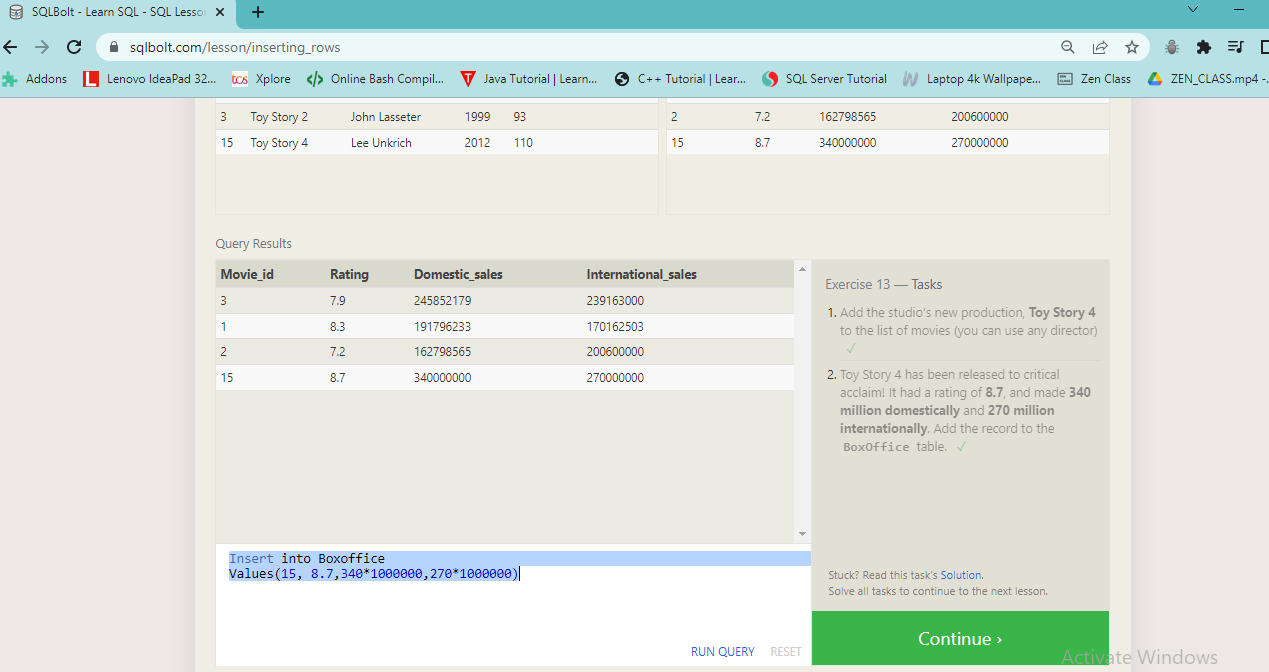 SQLBolt - Learn SQL - SQL Lesso
sqlbolt.com/lesson/inserting_rows
Addons
Lenovo IdeaPad 32...
tcs Xplore
Online Bash Compil...
Java Tutorial | Learn...
C++ Tutorial | Lear...
SQL Server Tutorial
Laptop 4k Wallpape...
Zen Class
ZEN_CLASS.mp4 -
3 Toy Story 2 John Lasseter 1999 93
15 Toy Story 4 Lee Unkrich 2012 110
2 7.2 162798565 200600000
15 8.7 340000000 270000000
Query Results
Movie_id Rating Domestic_sales International_sales
3 7.9 245852179 239163000
1 8.3 191796233 170162503
2 7.2 162798565 200600000
15 8.7 340000000 270000000
Insert into Boxoffice
Values(15, 8.7,340*1000000,270*1000000)
RUN QUERY RESET
Exercise 13 — Tasks
1. Add the studio's new production, Toy Story 4
to the list of movies (you can use any director)
✓
2. Toy Story 4 has been released to critical
acclaim! It had a rating of 8.7, and made 340
million domestically and 270 million
internationally. Add the record to the
BoxOffice table. ✓
Stuck? Read this task's Solution.
Solve all tasks to continue to the next lesson.
Continue ›
Activate Windows